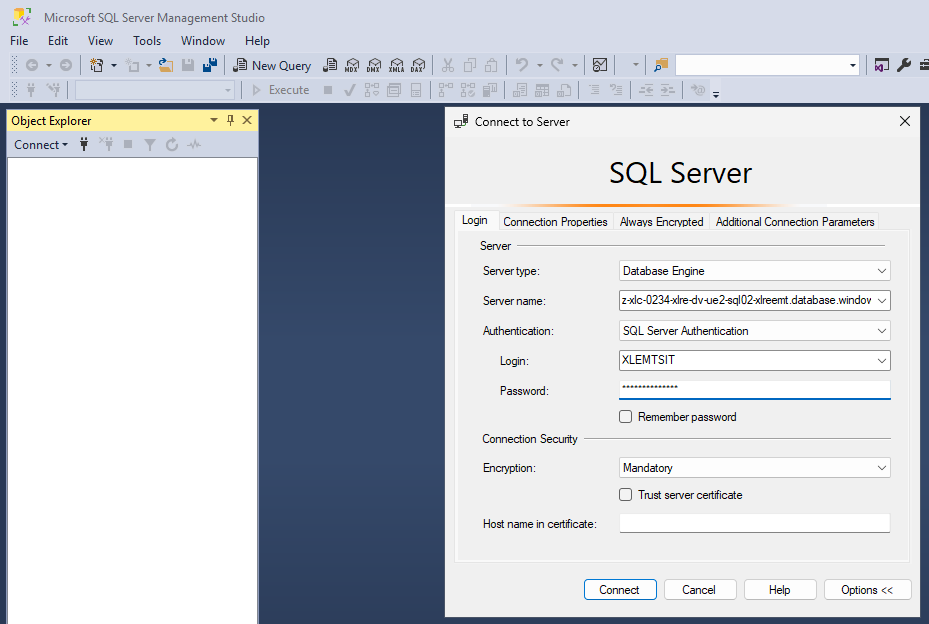 Microsoft SQL Server Management Studio
File Edit View Tools Window Help
New Query MDX DMX XMLA DAX
Execute
Object Explorer
Connect
Connect to Server
SQL Server
Login Connection Properties Always Encrypted Additional Connection Parameters
Server
Server type: Database Engine
Server name: z-xlc-0234-xlre-dv-ue2-sql02-xlreemt.database.window
Authentication: SQL Server Authentication
Login: XLEMTSIT
Password: **************
Remember password
Connection Security
Encryption: Mandatory
Trust server certificate
Host name in certificate:
Connect Cancel Help Options <<